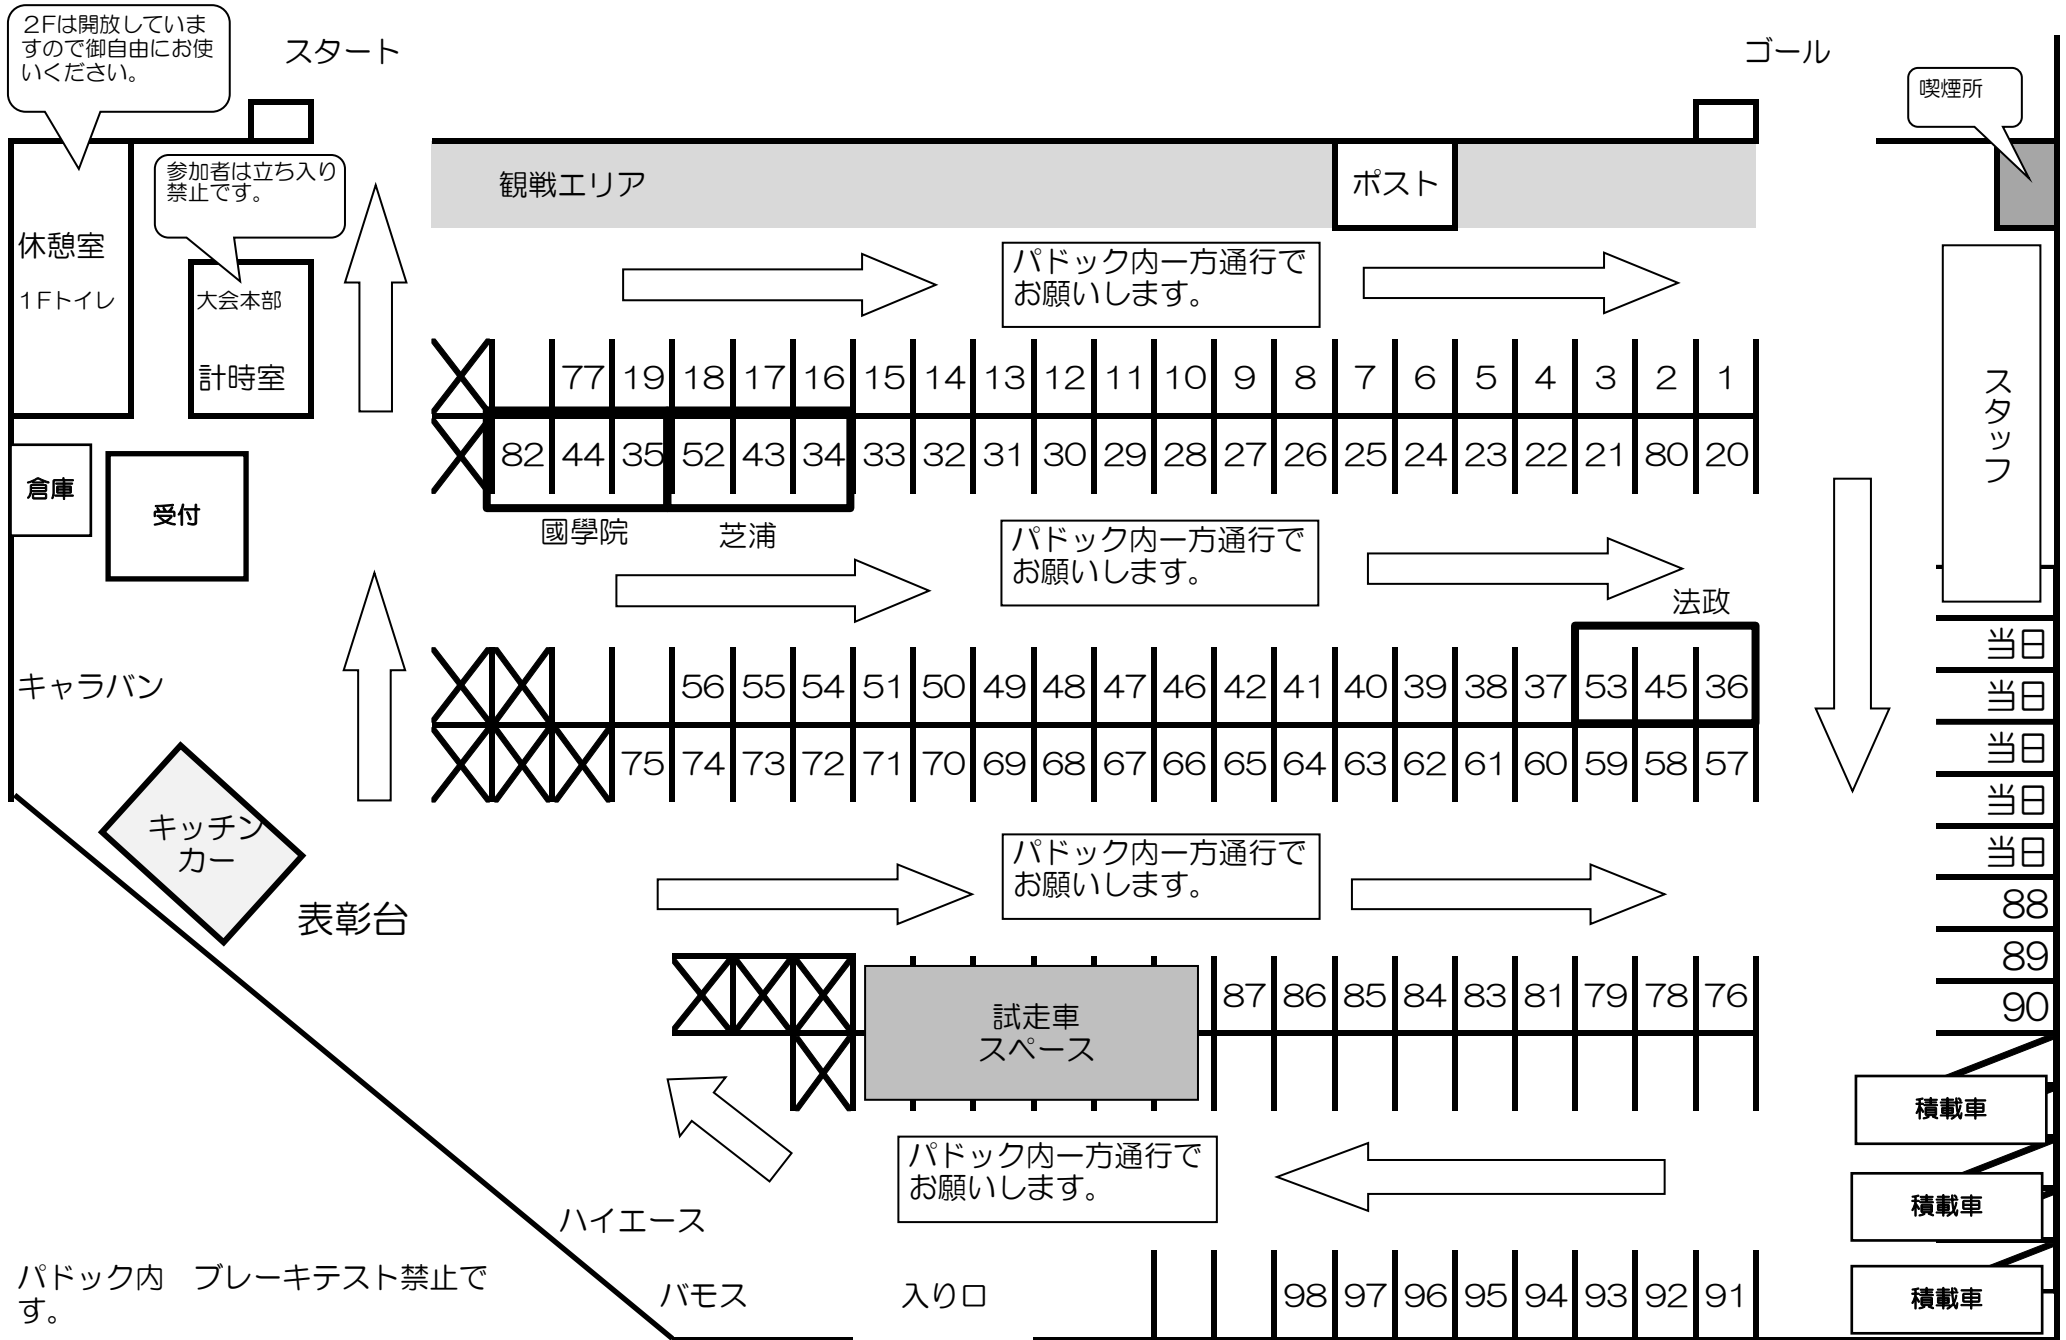 2Fは開放していま
すので御自由にお使
いください。
スタート
ゴール
喫煙所
参加者は立ち入り
禁止です。
観戦エリア
ポスト
休憩室
1Fトイレ
大会本部
計時室
パドック内一方通行で
お願いします。
スタッフ
77 19 18 17 16 15 14 13 12 11 10 9 8 7 6 5 4 3 2 1
82 44 35 52 43 34 33 32 31 30 29 28 27 26 25 24 23 22 21 80 20
倉庫
受付
國學院
芝浦
パドック内一方通行で
お願いします。
法政
キャラバン
56 55 54 51 50 49 48 47 46 42 41 40 39 38 37 53 45 36
75 74 73 72 71 70 69 68 67 66 65 64 63 62 61 60 59 58 57
当日
当日
当日
当日
当日
88
89
90
キッチン
カー
表彰台
パドック内一方通行で
お願いします。
試走車
スペース
87 86 85 84 83 81 79 78 76
積載車
積載車
積載車
パドック内一方通行で
お願いします。
ハイエース
バモス
入り口
98 97 96 95 94 93 92 91
パドック内　ブレーキテスト禁止で
す。